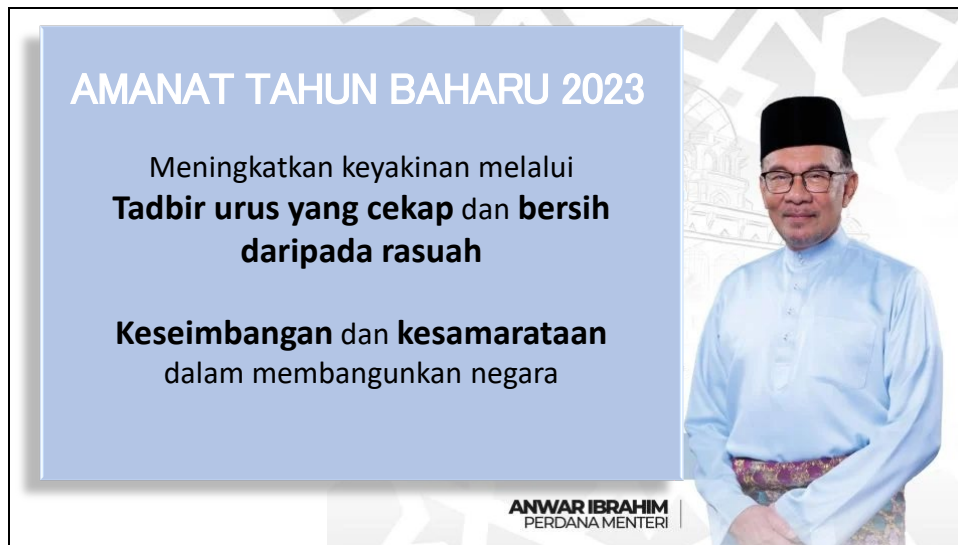 AMANAT TAHUN BAHARU 2023
Meningkatkan keyakinan melalui
Tadbir urus yang cekap dan bersih
daripada rasuah
Keseimbangan dan kesamarataan
dalam membangunkan negara
ANWAR IBRAHIM
PERDANA MENTERI